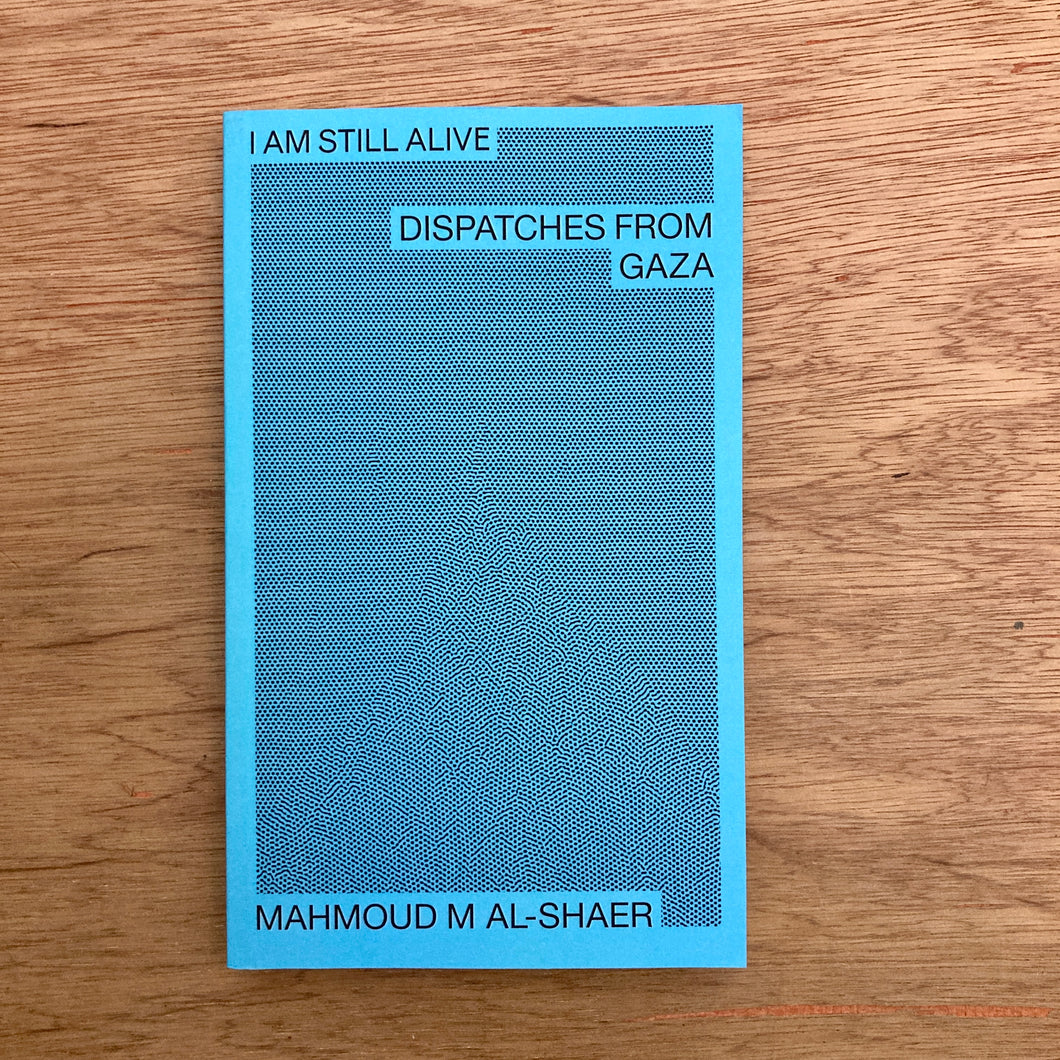 I AM STILL ALIVE
DISPATCHES FROM
GAZA
MAHMOUD M AL-SHAER